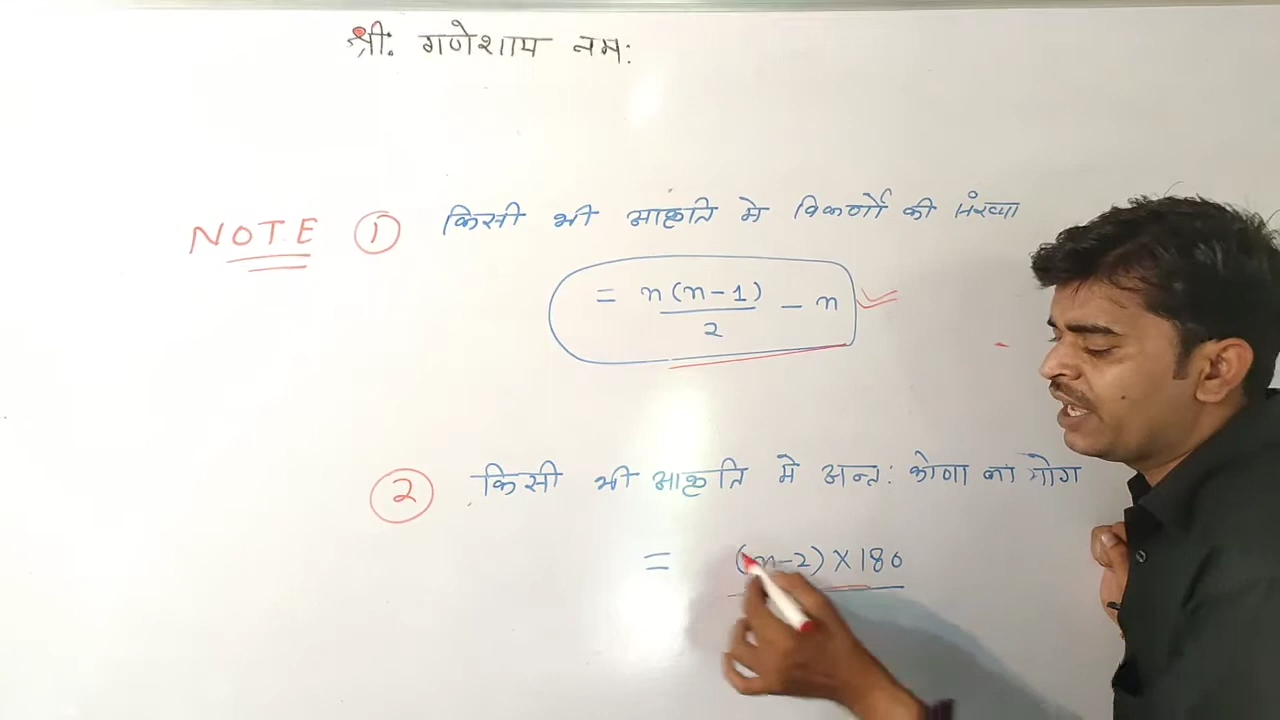 श्री: गणेशाय नम:
NOTE ① किसी भी आकृति मे विकर्णो की संख्या
= n(n-1)/2 - n
② किसी भी आकृति मे अन्त: कोणा का योग
= (n-2) × 180